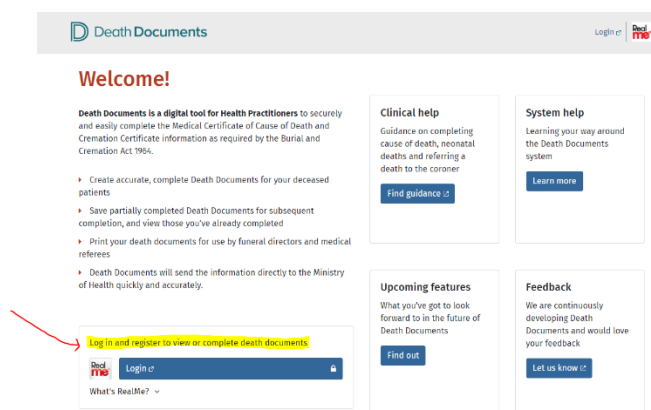 Death Documents
Login
Real
me
Welcome!
Death Documents is a digital tool for Health Practitioners to securely
and easily complete the Medical Certificate of Cause of Death and
Cremation Certificate information as required by the Burial and
Cremation Act 1964.
Create accurate, complete Death Documents for your deceased
patients
Save partially completed Death Documents for subsequent
completion, and view those you've already completed
Print your death documents for use by funeral directors and medical
referees
Death Documents will send the information directly to the Ministry
of Health quickly and accurately.
Log in and register to view or complete death documents
Real
me
Login
What's RealMe?
Clinical help
Guidance on completing
cause of death, neonatal
deaths and referring a
death to the coroner
Find guidance
System help
Learning your way around
the Death Documents
system
Learn more
Upcoming features
What you've got to look
forward to in the future of
Death Documents
Find out
Feedback
We are continuously
developing Death
Documents and would love
your feedback
Let us know